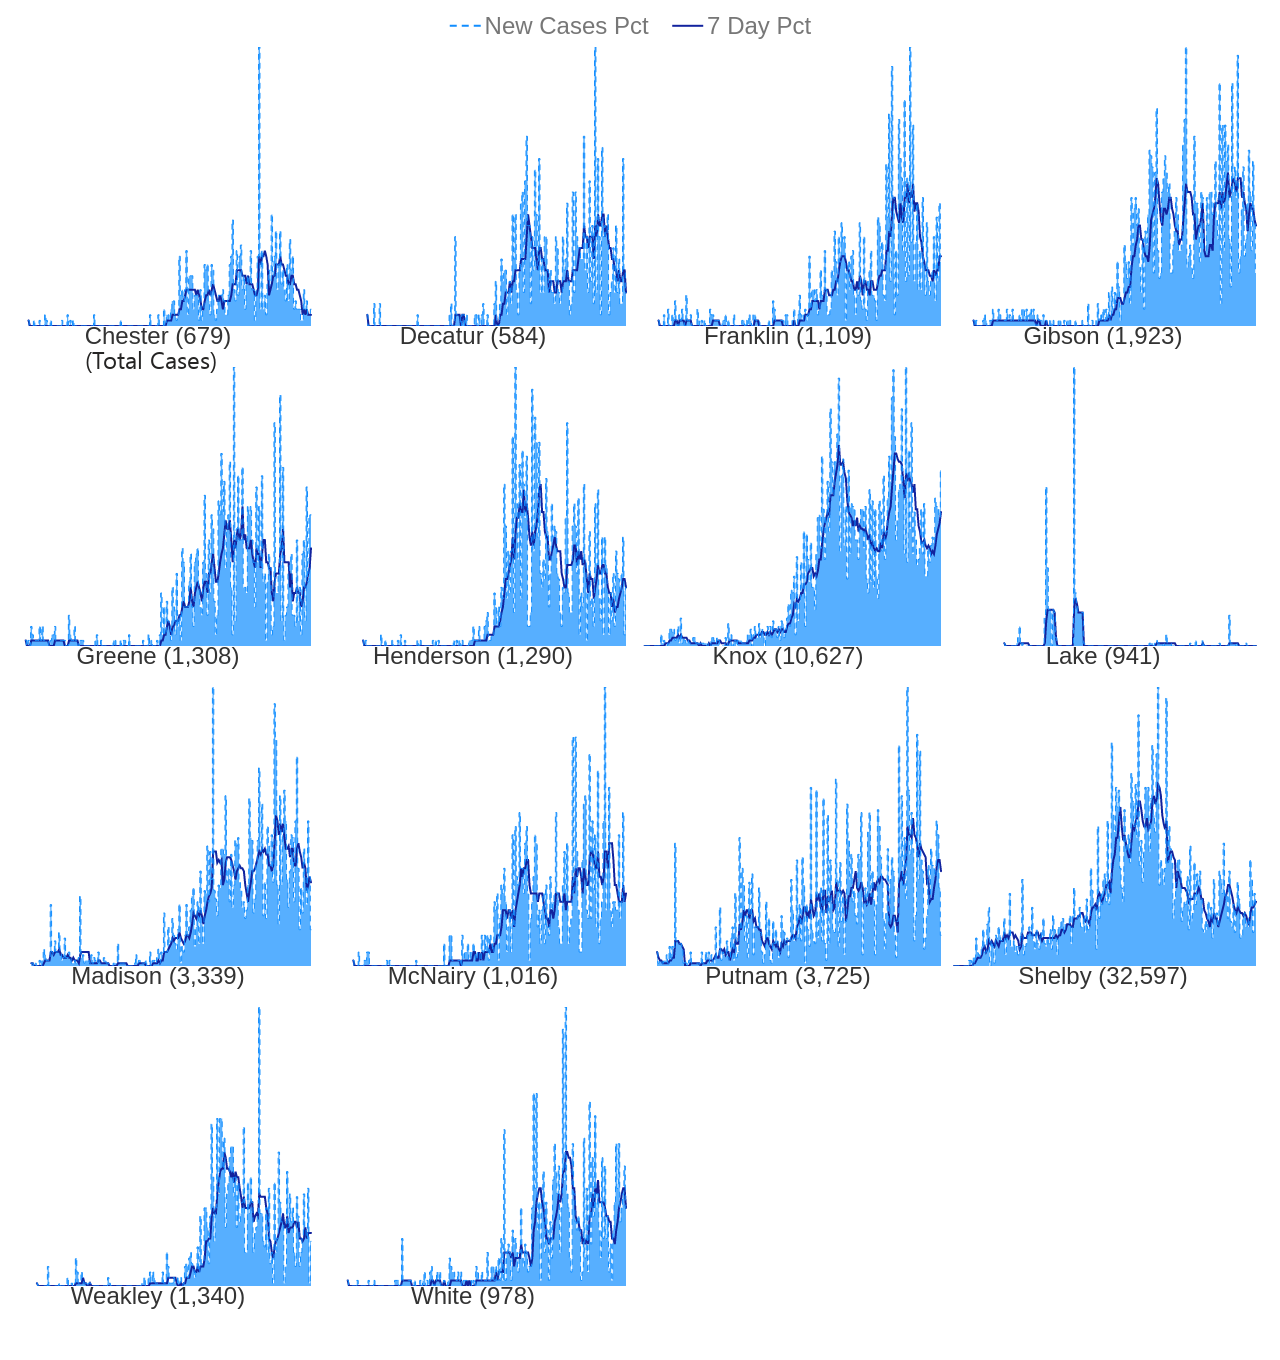 New Cases Pct 7 Day Pct
Chester (679) Decatur (584) Franklin (1,109) Gibson (1,923)
(Total Cases)
Greene (1,308) Henderson (1,290) Knox (10,627) Lake (941)
Madison (3,339) McNairy (1,016) Putnam (3,725) Shelby (32,597)
Weakley (1,340) White (978)